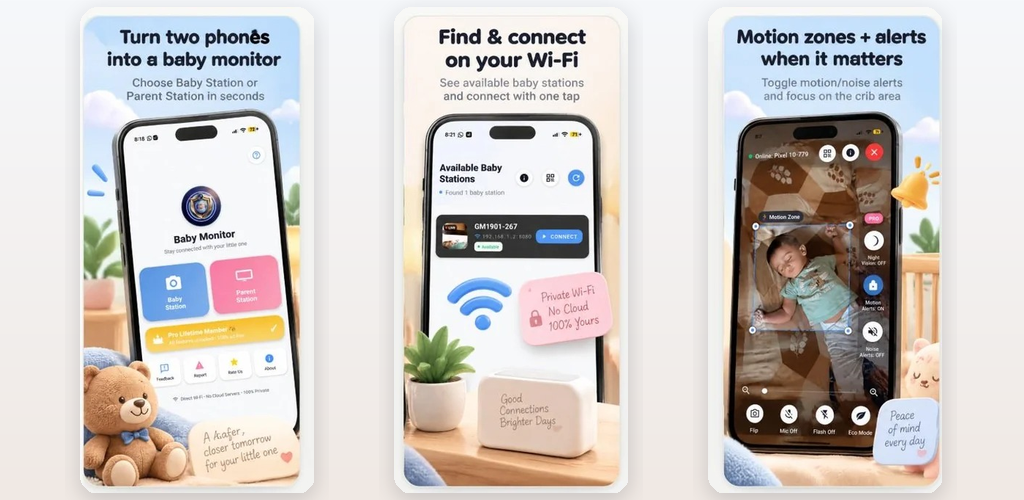 Turn two phones
into a baby monitor
Choose Baby Station or
Parent Station in seconds
8:18
Baby Monitor
Stay connected with your little one
Baby
Station
Parent
Station
Pro Lifetime Member
Feedback
Report
Rate Us
About
Direct Wi-Fi • No Cloud Servers • 100% Private
A
closer tomorrow
for your little one
Find & connect
on your Wi-Fi
See available baby stations
and connect with one tap
8:21
Available Baby
Stations
Found 1 baby station
GM1901-267
Available
CONNECT
Private Wi-Fi
No Cloud
100% Yours
Good
Connections
Brighter Days
Motion zones + alerts
when it matters
Toggle motion/noise alerts
and focus on the crib area
Online: Pixel 10-779
Motion Zone
PRO
Night
Vision: OFF
Motion
Alerts: ON
Noise
Alerts: OFF
Flip
Mic Off
Flash Off
Eco Mode
Peace
of mind
every day